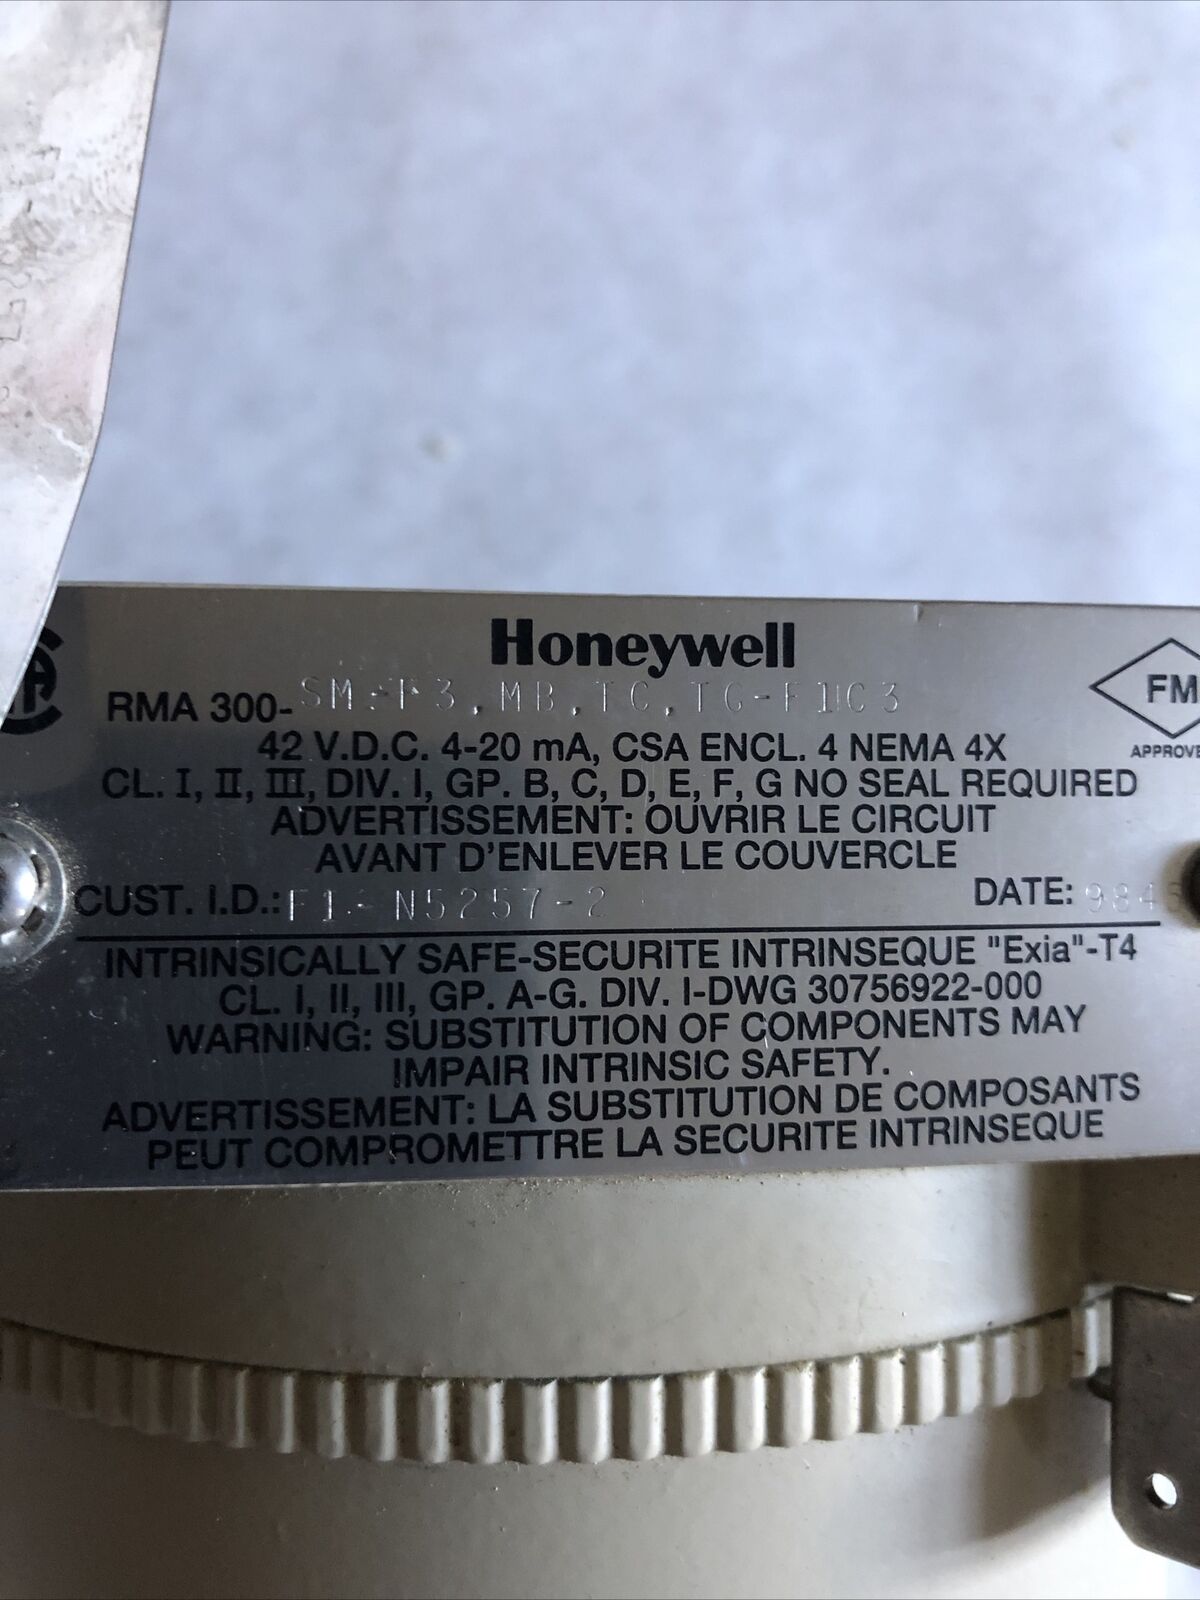 Honeywell
RMA 300-SM-F3, MB, TC, TG-F1C3
42 V.D.C. 4-20 mA, CSA ENCL. 4 NEMA 4X
CL. I, II, III, DIV. I, GP. B, C, D, E, F, G NO SEAL REQUIRED
ADVERTISSEMENT: OUVRIR LE CIRCUIT
AVANT D'ENLEVER LE COUVERCLE
CUST. I.D.: F1-N5257-2 DATE:
INTRINSICALLY SAFE-SECURITE INTRINSEQUE "Exia"-T4
CL. I, II, III, GP. A-G. DIV. I-DWG 30756922-000
WARNING: SUBSTITUTION OF COMPONENTS MAY
IMPAIR INTRINSIC SAFETY.
ADVERTISSEMENT: LA SUBSTITUTION DE COMPOSANTS
PEUT COMPROMETTRE LA SECURITE INTRINSEQUE
FM